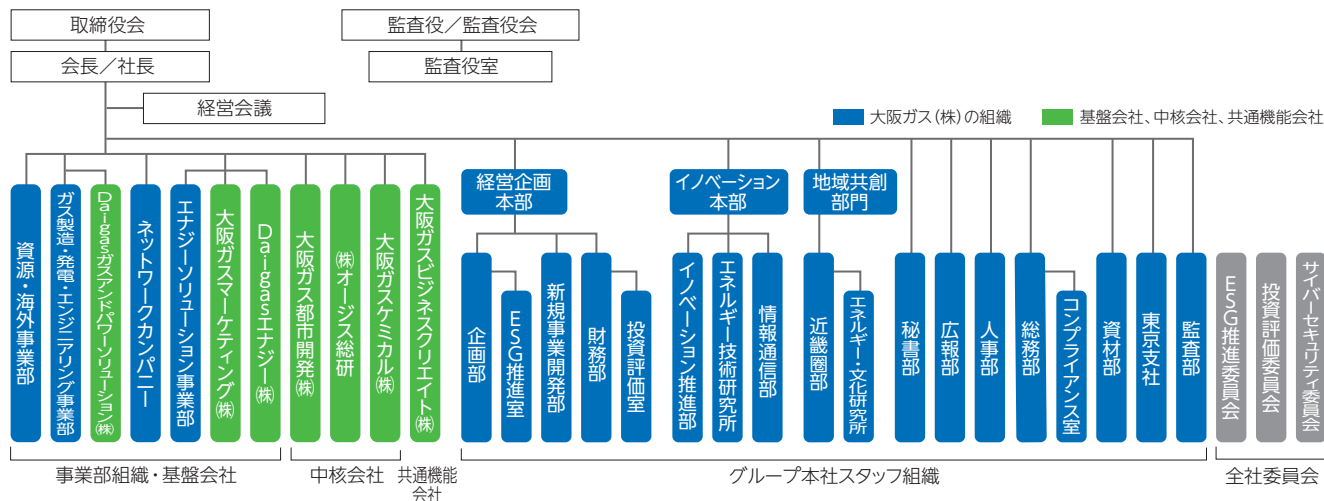 取締役会
監査役／監査役会
会長／社長
監査役室
経営会議
大阪ガス(株)の組織
基盤会社、中核会社、共通機能会社
資源・海外事業部
ガス製造・発電・エンジニアリング事業部
Daigasガスアンドパワーソリューション㈱
ネットワークカンパニー
エナジーソリューション事業部
大阪ガスマーケティング㈱
Daigasエナジー㈱
大阪ガス都市開発㈱
㈱オージス総研
大阪ガスケミカル㈱
大阪ガスビジネスクリエイト㈱
経営企画
本部
イノベーション
本部
地域共創
部門
企画部
ESG推進室
新規事業開発部
財務部
投資評価室
イノベーション推進部
エネルギー技術研究所
情報通信部
近畿圏部
エネルギー・文化研究所
秘書部
広報部
人事部
総務部
コンプライアンス室
資材部
東京支社
監査部
ESG推進委員会
投資評価委員会
サイバーセキュリティ委員会
事業部組織・基盤会社
中核会社
共通機能
会社
グループ本社スタッフ組織
全社委員会